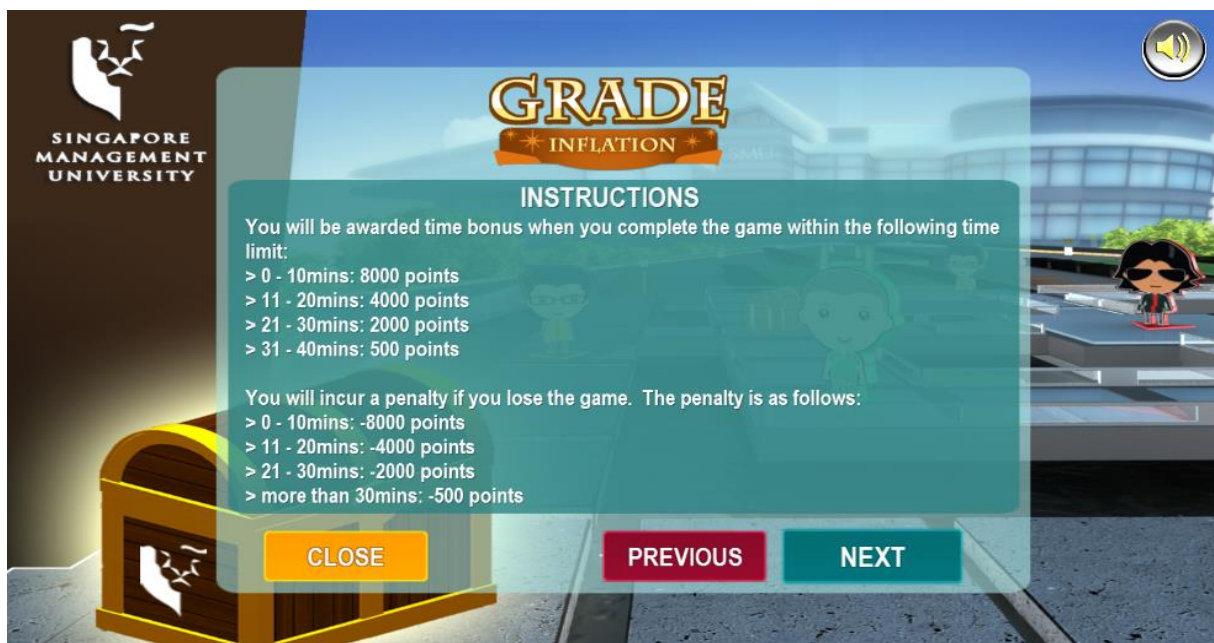 SINGAPORE
MANAGEMENT
UNIVERSITY
GRADE
INFLATION
SMU
INSTRUCTIONS
You will be awarded time bonus when you complete the game within the following time
limit:
> 0 - 10mins: 8000 points
> 11 - 20mins: 4000 points
> 21 - 30mins: 2000 points
> 31 - 40mins: 500 points
You will incur a penalty if you lose the game.  The penalty is as follows:
> 0 - 10mins: -8000 points
> 11 - 20mins: -4000 points
> 21 - 30mins: -2000 points
> more than 30mins: -500 points
CLOSE
PREVIOUS
NEXT